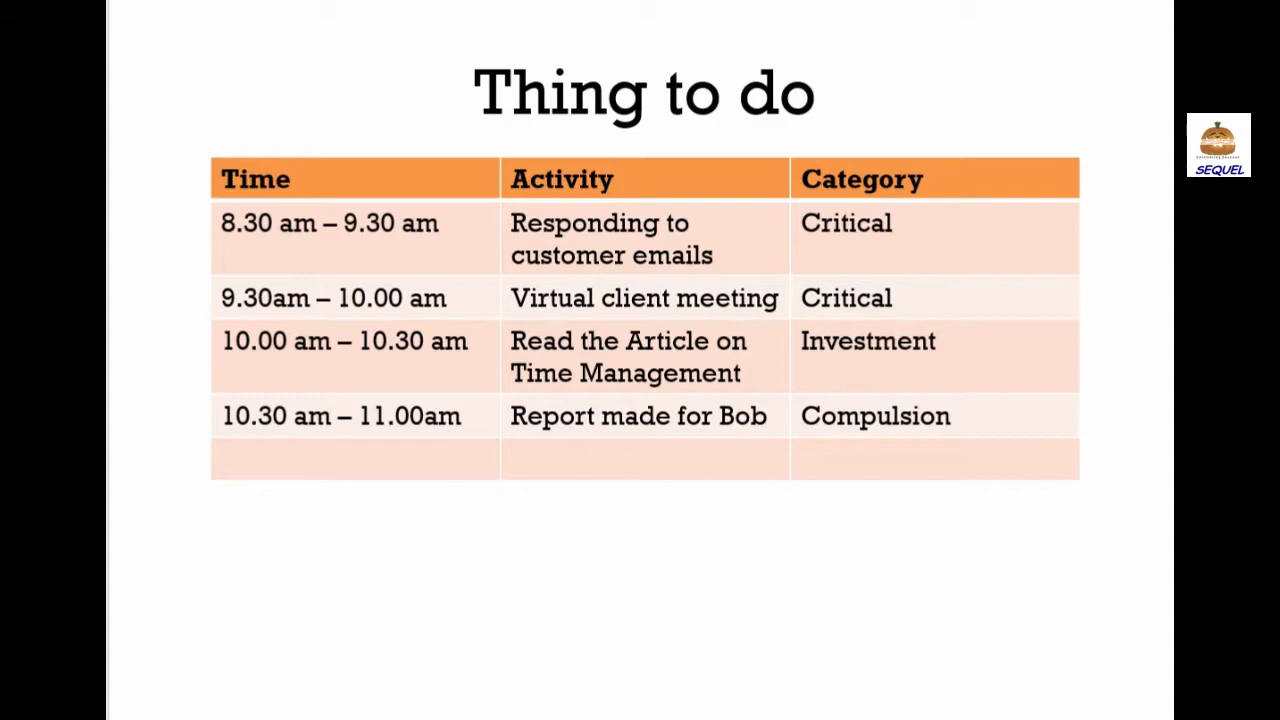 Thing to do
Time Activity Category
8.30 am – 9.30 am Responding to customer emails Critical
9.30am – 10.00 am Virtual client meeting Critical
10.00 am – 10.30 am Read the Article on Time Management Investment
10.30 am – 11.00am Report made for Bob Compulsion
SEQUEL